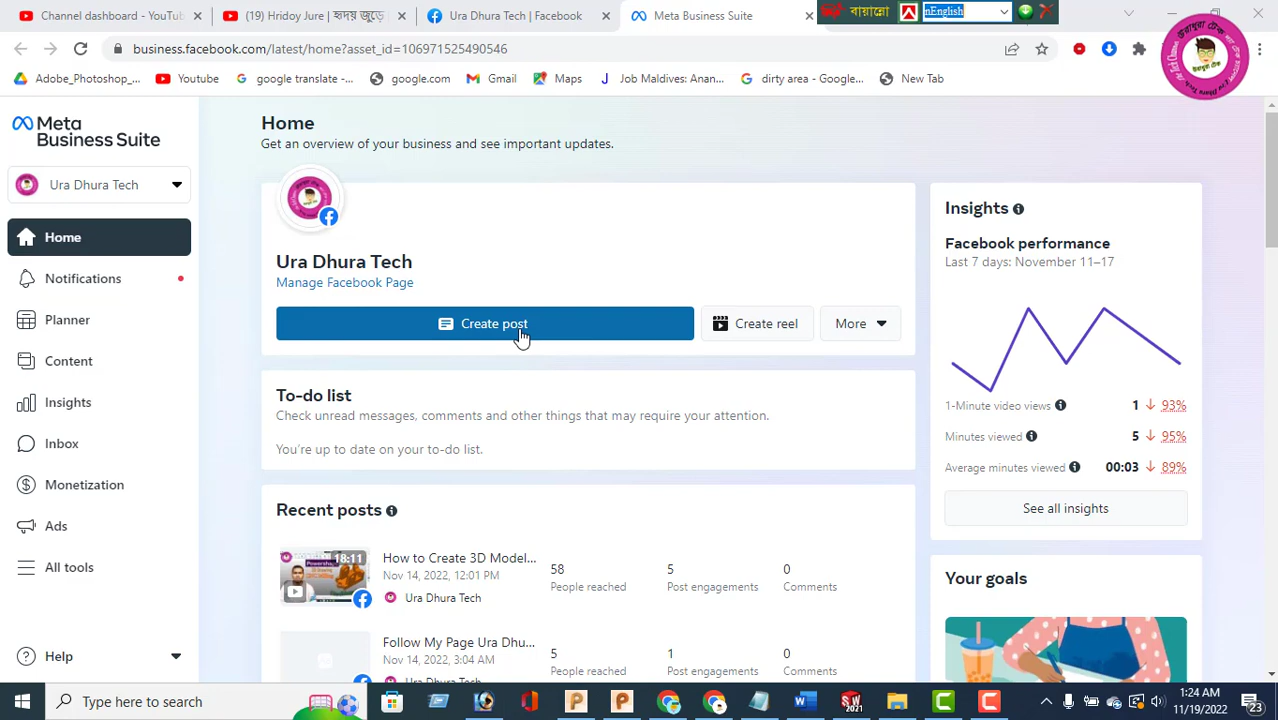 Channel dashboard - YouT
(1m) Hridoy Jure | হৃদয় জুড়ে
Ura Dhura Tech | Facebook
Meta Business Suite
বায়ান্নো
nEnglish
business.facebook.com/latest/home?asset_id=1069715254905
Adobe_Photoshop_...
Youtube
google translate -...
google.com
Gmail
Maps
Job Maldives: Anan...
dirty area - Google...
New Tab
Meta
Business Suite
Ura Dhura Tech
Home
Notifications
Planner
Content
Insights
Inbox
Monetization
Ads
All tools
Help
Home
Get an overview of your business and see important updates.
Ura Dhura Tech
Manage Facebook Page
Create post
Create reel
More
To-do list
Check unread messages, comments and other things that may require your attention.
You're up to date on your to-do list.
Recent posts
18:11
How to Create 3D Model...
Nov 14, 2022, 12:01 PM
Ura Dhura Tech
58
People reached
5
Post engagements
0
Comments
Follow My Page Ura Dhu...
Nov 14, 2022, 3:04 AM
Ura Dhura Tech
5
People reached
1
Post engagements
0
Comments
Insights
Facebook performance
Last 7 days: November 11–17
1-Minute video views 1 93%
Minutes viewed 5 95%
Average minutes viewed 00:03 89%
See all insights
Your goals
Type here to search
1:24 AM
11/19/2022
23